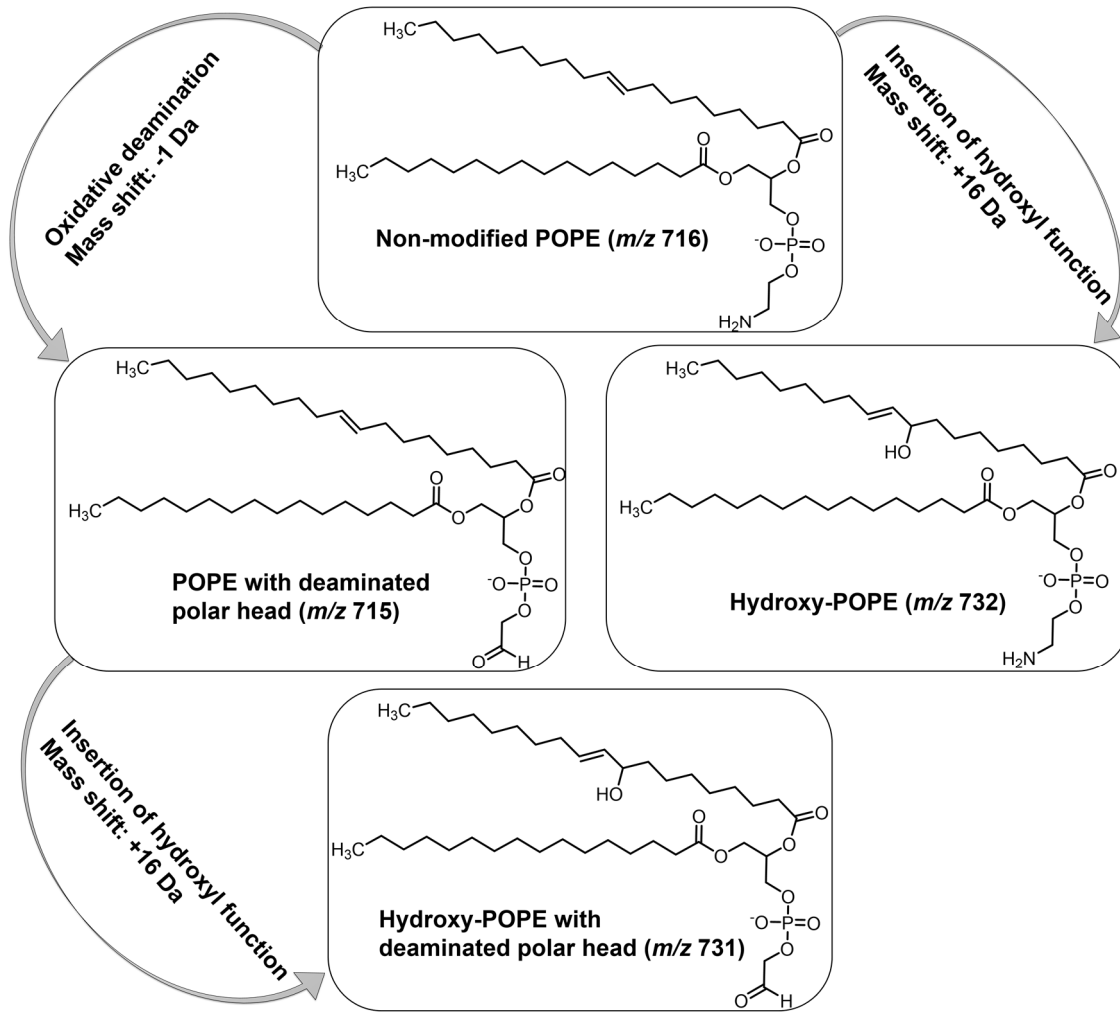 Oxidative deamination
Mass shift: -1 Da
Insertion of hydroxyl function
Mass shift: +16 Da
H₃C
O
O
H₃C
O
O
O
⁻O-P=O
O
H₂N
Non-modified POPE (m/z 716)
H₃C
O
O
H₃C
O
O
O
⁻O-P=O
O
O
H
POPE with deaminated
polar head (m/z 715)
H₃C
HO
O
O
H₃C
O
O
O
⁻O-P=O
O
H₂N
Hydroxy-POPE (m/z 732)
Insertion of hydroxyl function
Mass shift: +16 Da
H₃C
HO
O
O
H₃C
O
O
O
⁻O-P=O
O
O
H
Hydroxy-POPE with
deaminated polar head (m/z 731)